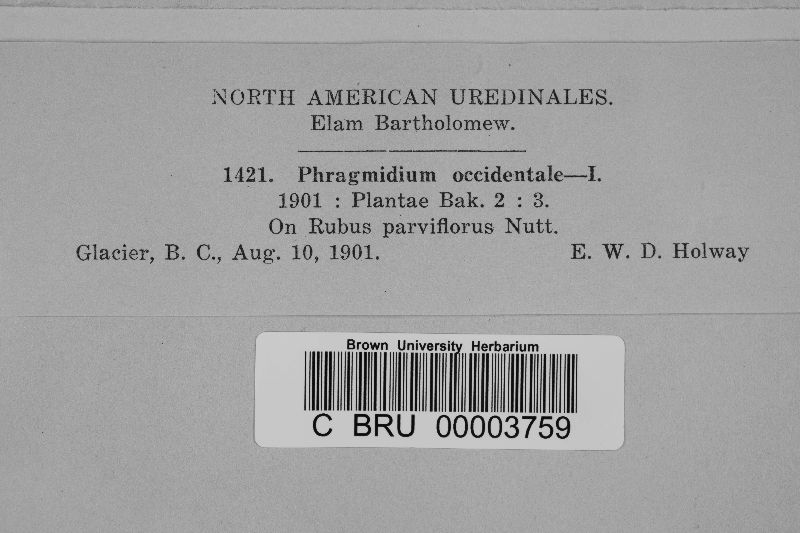 NORTH AMERICAN UREDINALES.
Elam Bartholomew.
1421. Phragmidium occidentale—I.
1901 : Plantae Bak. 2 : 3.
On Rubus parviflorus Nutt.
Glacier, B. C., Aug. 10, 1901. E. W. D. Holway
Brown University Herbarium
C BRU 00003759